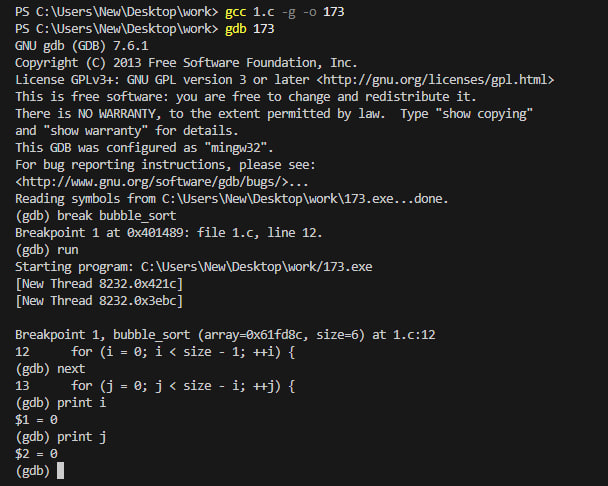 PS C:\Users\New\Desktop\work> gcc 1.c -g -o 173
PS C:\Users\New\Desktop\work> gdb 173
GNU gdb (GDB) 7.6.1
Copyright (C) 2013 Free Software Foundation, Inc.
License GPLv3+: GNU GPL version 3 or later <http://gnu.org/licenses/gpl.html>
This is free software: you are free to change and redistribute it.
There is NO WARRANTY, to the extent permitted by law.  Type "show copying"
and "show warranty" for details.
This GDB was configured as "mingw32".
For bug reporting instructions, please see:
<http://www.gnu.org/software/gdb/bugs/>...
Reading symbols from C:\Users\New\Desktop\work\173.exe...done.
(gdb) break bubble_sort
Breakpoint 1 at 0x401489: file 1.c, line 12.
(gdb) run
Starting program: C:\Users\New\Desktop\work/173.exe
[New Thread 8232.0x421c]
[New Thread 8232.0x3ebc]

Breakpoint 1, bubble_sort (array=0x61fd8c, size=6) at 1.c:12
12      for (i = 0; i < size - 1; ++i) {
(gdb) next
13      for (j = 0; j < size - i; ++j) {
(gdb) print i
$1 = 0
(gdb) print j
$2 = 0
(gdb)